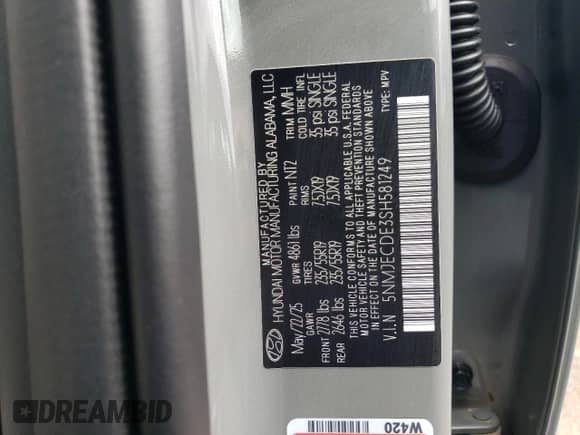 MANUFACTURED BY
HYUNDAI MOTOR MANUFACTURING ALABAMA, LLC
May/22/25 PAINT NT2 TRIM MMH
GVWR 4861 lbs
GAWR TIRES RIMS COLD TIRE INFL
FRONT 2778 lbs 235/55R19 7.5JX19 35 psi SINGLE
REAR 2646 lbs 235/55R19 7.5JX19 35 psi SINGLE
THIS VEHICLE CONFORMS TO ALL APPLICABLE U.S.A. FEDERAL
MOTOR VEHICLE SAFETY AND THEFT PREVENTION STANDARDS
IN EFFECT ON THE DATE OF MANUFACTURE SHOWN ABOVE
V.I.N 5NMJECDE3SH581249 TYPE: MPV
W420
DREAMBID